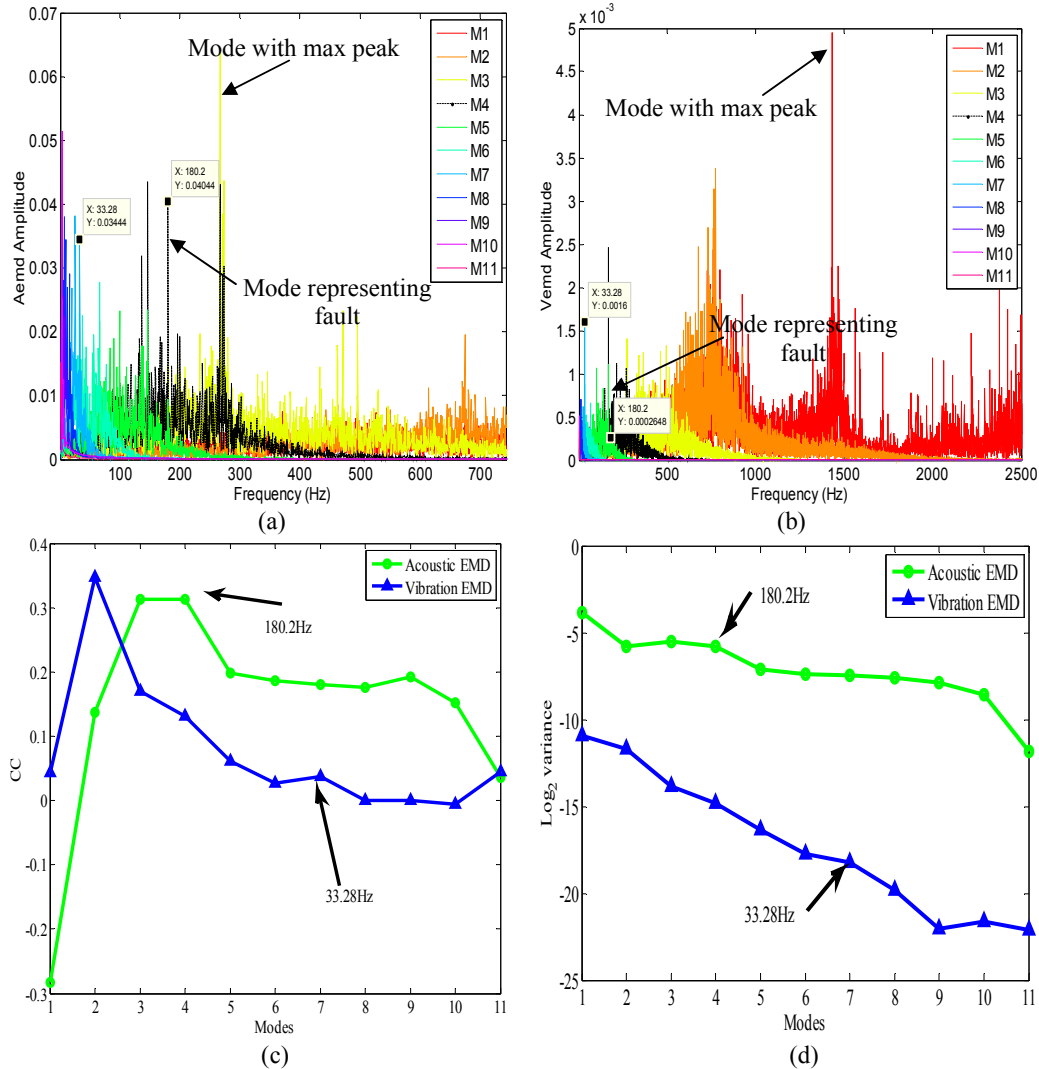 0.07
0.06
0.05
0.04
0.03
0.02
0.01
0
100
200
300
400
500
600
700
Aemd Amplitude
Frequency (Hz)
Mode with max peak
X: 180.2
Y: 0.04044
X: 33.28
Y: 0.03444
Mode representing
fault
M1
M2
M3
M4
M5
M6
M7
M8
M9
M10
M11
(a)
x 10-3
5
4.5
4
3.5
3
2.5
2
1.5
1
0.5
0
500
1000
1500
2000
2500
Vemd Amplitude
Frequency (Hz)
Mode with max peak
X: 33.28
Y: 0.0016
Mode representing
fault
X: 180.2
Y: 0.0002648
M1
M2
M3
M4
M5
M6
M7
M8
M9
M10
M11
(b)
0.4
0.3
0.2
0.1
0
-0.1
-0.2
-0.3
1
2
3
4
5
6
7
8
9
10
11
CC
Modes
Acoustic EMD
Vibration EMD
180.2Hz
33.28Hz
(c)
0
-5
-10
-15
-20
-25
1
2
3
4
5
6
7
8
9
10
11
Log2 variance
Modes
Acoustic EMD
Vibration EMD
180.2Hz
33.28Hz
(d)